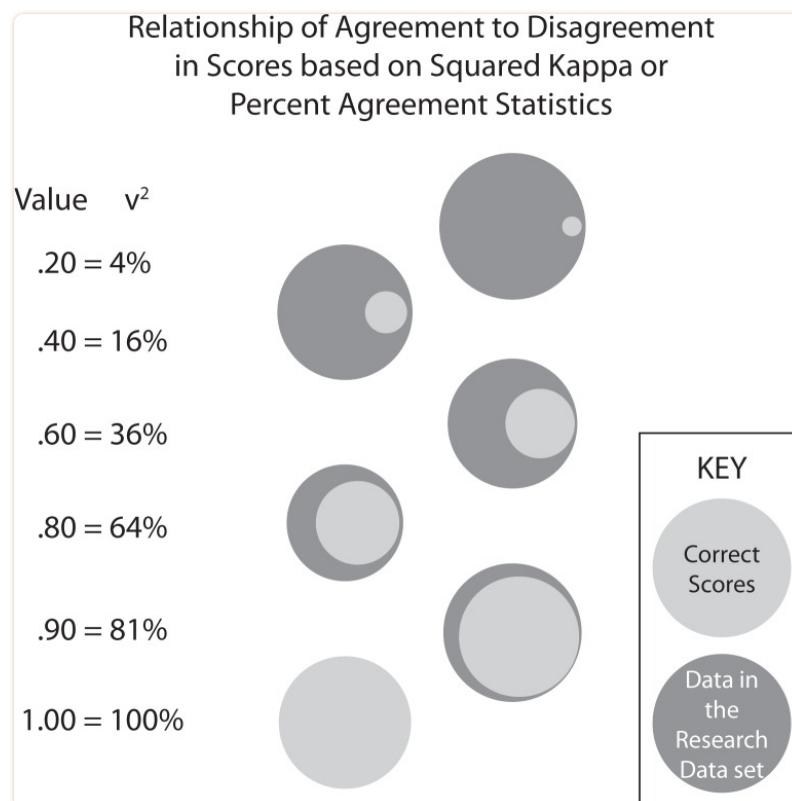 Relationship of Agreement to Disagreement
in Scores based on Squared Kappa or
Percent Agreement Statistics
Value v²
.20 = 4%
.40 = 16%
.60 = 36%
.80 = 64%
.90 = 81%
1.00 = 100%
KEY
Correct
Scores
Data in
the
Research
Data set